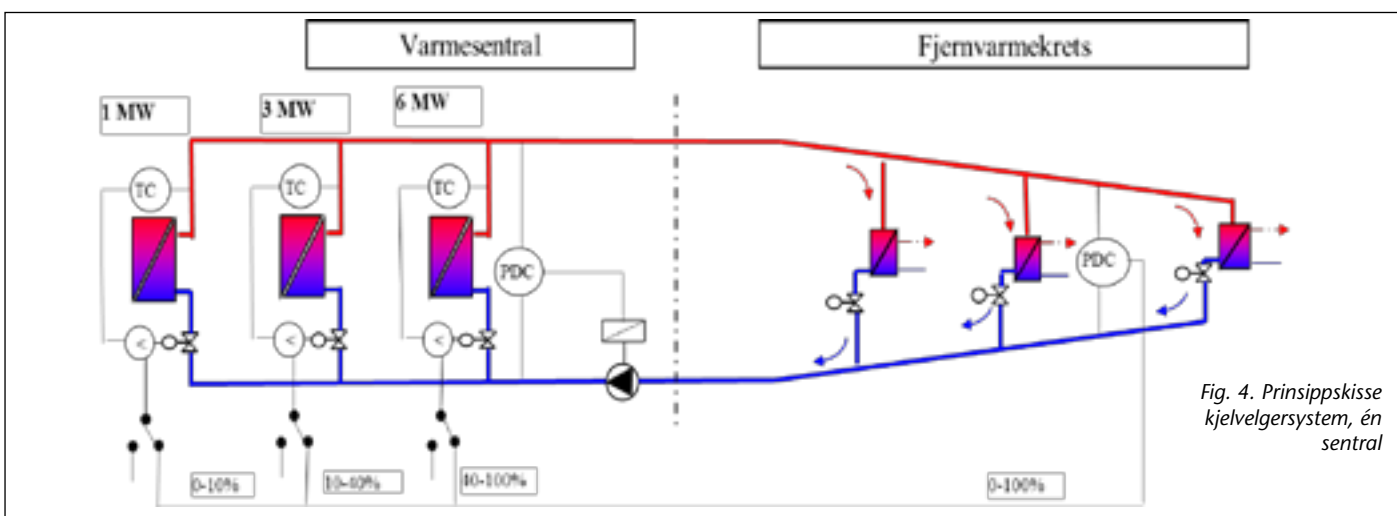 Varmesentral
Fjernvarmekrets
1 MW
3 MW
6 MW
TC
TC
TC
PDC
PDC
<
<
<
0-10%
10-40%
40-100%
0-100%
Fig. 4. Prinsippskisse
kjelvelgersystem, én
sentral